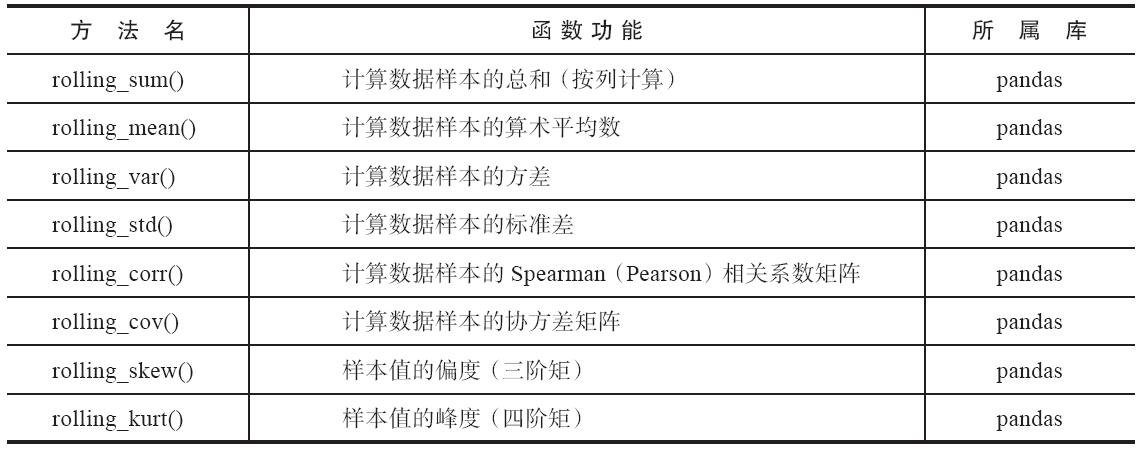 方 法 名 函 数 功 能 所 属 库
rolling_sum() 计算数据样本的总和（按列计算） pandas
rolling_mean() 计算数据样本的算术平均数 pandas
rolling_var() 计算数据样本的方差 pandas
rolling_std() 计算数据样本的标准差 pandas
rolling_corr() 计算数据样本的 Spearman（Pearson）相关系数矩阵 pandas
rolling_cov() 计算数据样本的协方差矩阵 pandas
rolling_skew() 样本值的偏度（三阶矩） pandas
rolling_kurt() 样本值的峰度（四阶矩） pandas